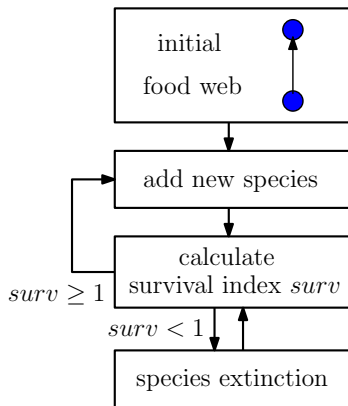 initial
food web
add new species
calculate
survival index surv
surv ≥ 1
surv < 1
species extinction